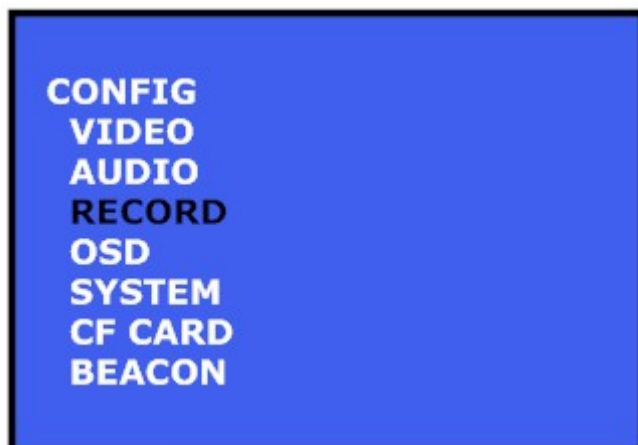 CONFIG
VIDEO
AUDIO
RECORD
OSD
SYSTEM
CF CARD
BEACON